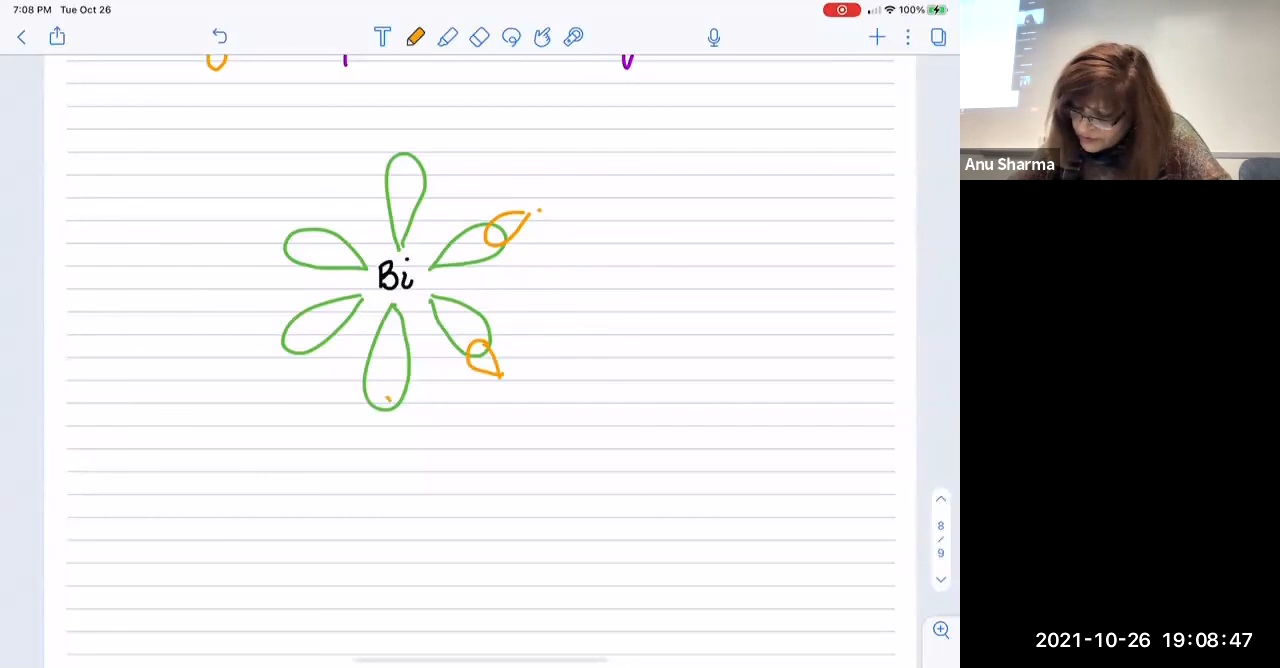 7:08 PM Tue Oct 26
100%
T
Bi
8
/
9
Anu Sharma
2021-10-26 19:08:47